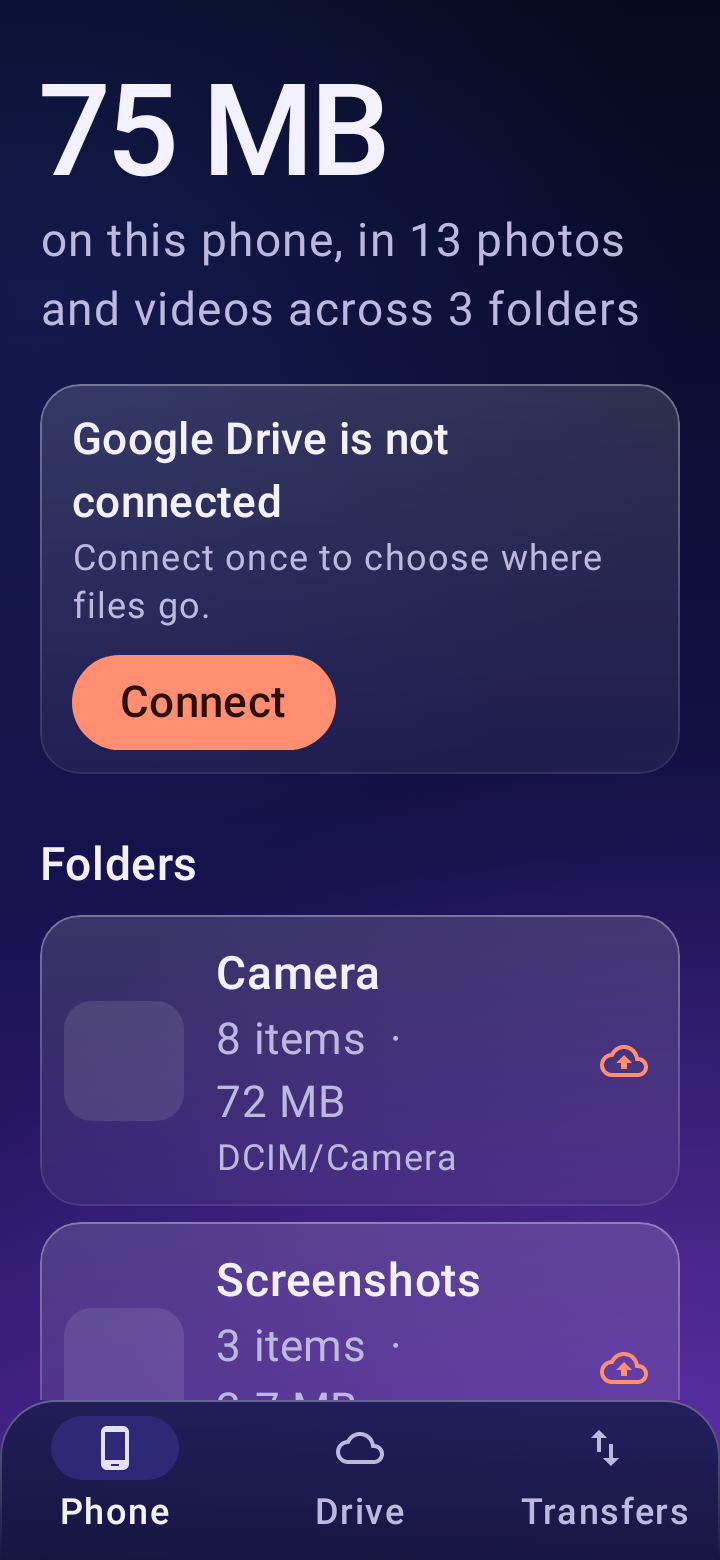 75 MB
on this phone, in 13 photos
and videos across 3 folders
Google Drive is not
connected
Connect once to choose where
files go.
Connect
Folders
Camera
8 items ·
72 MB
DCIM/Camera
Screenshots
3 items ·
MB
Phone
Drive
Transfers